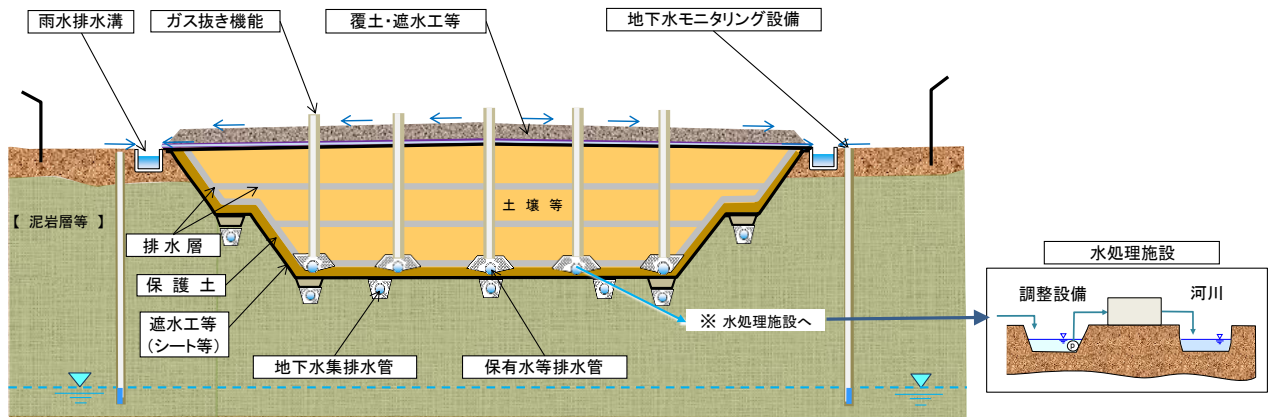 雨水排水溝
ガス抜き機能
覆土・遮水工等
地下水モニタリング設備
【 泥岩層等 】
土 壌 等
排 水 層
保 護 土
遮水工等
（シート等）
地下水集排水管
保有水等排水管
※ 水処理施設へ
水処理施設
調整設備
河川
P